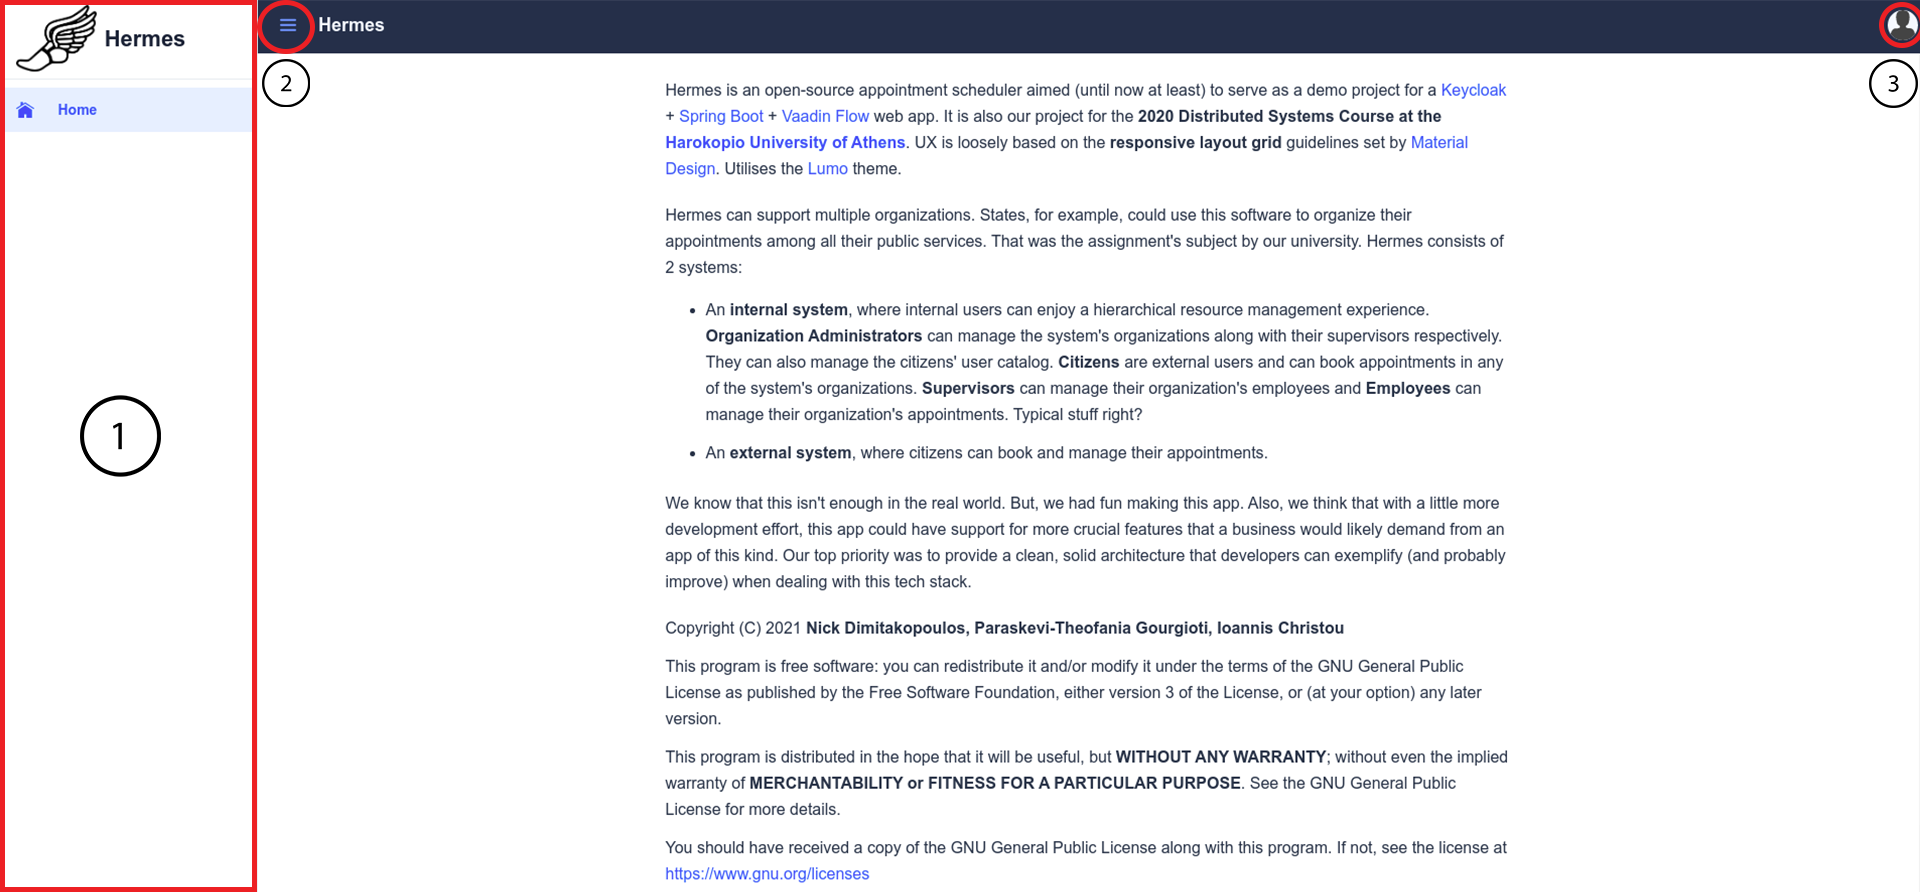 Hermes
Home
1
Hermes
2
3
Hermes is an open-source appointment scheduler aimed (until now at least) to serve as a demo project for a Keycloak
+ Spring Boot + Vaadin Flow web app. It is also our project for the 2020 Distributed Systems Course at the
Harokopio University of Athens. UX is loosely based on the responsive layout grid guidelines set by Material
Design. Utilises the Lumo theme.
Hermes can support multiple organizations. States, for example, could use this software to organize their
appointments among all their public services. That was the assignment's subject by our university. Hermes consists of
2 systems:
• An internal system, where internal users can enjoy a hierarchical resource management experience.
Organization Administrators can manage the system's organizations along with their supervisors respectively.
They can also manage the citizens' user catalog. Citizens are external users and can book appointments in any
of the system's organizations. Supervisors can manage their organization's employees and Employees can
manage their organization's appointments. Typical stuff right?
• An external system, where citizens can book and manage their appointments.
We know that this isn't enough in the real world. But, we had fun making this app. Also, we think that with a little more
development effort, this app could have support for more crucial features that a business would likely demand from an
app of this kind. Our top priority was to provide a clean, solid architecture that developers can exemplify (and probably
improve) when dealing with this tech stack.
Copyright (C) 2021 Nick Dimitakopoulos, Paraskevi-Theofania Gourgioti, Ioannis Christou
This program is free software: you can redistribute it and/or modify it under the terms of the GNU General Public
License as published by the Free Software Foundation, either version 3 of the License, or (at your option) any later
version.
This program is distributed in the hope that it will be useful, but WITHOUT ANY WARRANTY; without even the implied
warranty of MERCHANTABILITY or FITNESS FOR A PARTICULAR PURPOSE. See the GNU General Public
License for more details.
You should have received a copy of the GNU General Public License along with this program. If not, see the license at
https://www.gnu.org/licenses